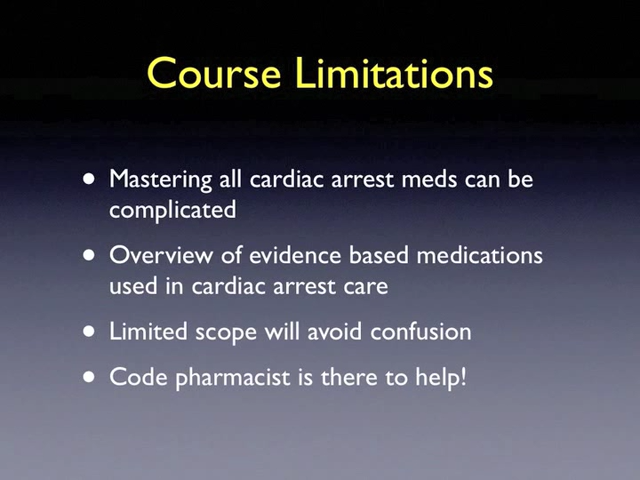 Course Limitations
• Mastering all cardiac arrest meds can be
complicated
• Overview of evidence based medications
used in cardiac arrest care
• Limited scope will avoid confusion
• Code pharmacist is there to help!